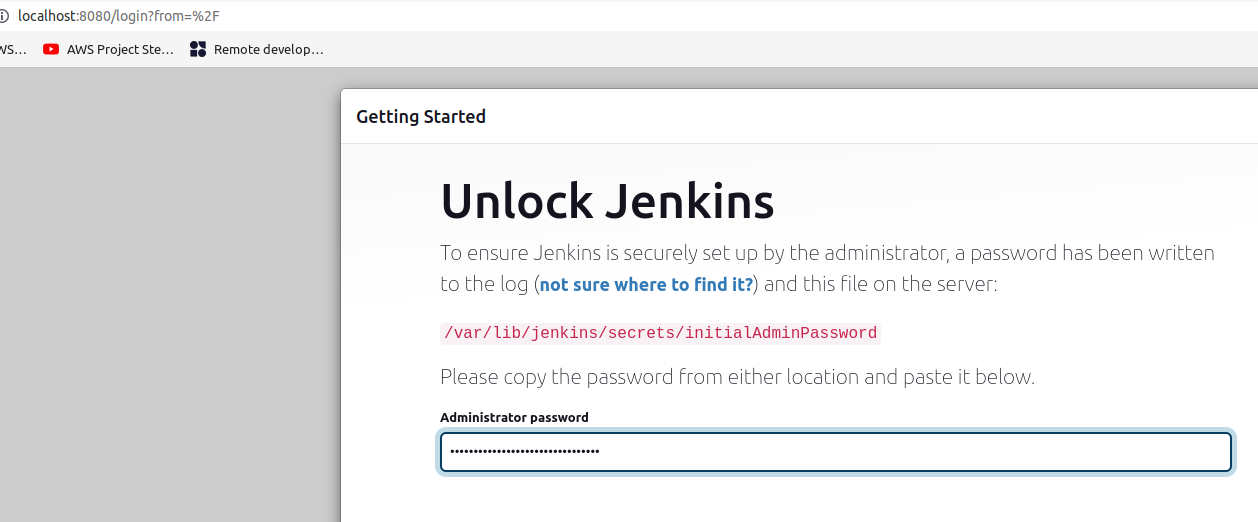 localhost:8080/login?from=%2F
WS... AWS Project Ste... Remote develop...
Getting Started
Unlock Jenkins
To ensure Jenkins is securely set up by the administrator, a password has been written
to the log (not sure where to find it?) and this file on the server:
/var/lib/jenkins/secrets/initialAdminPassword
Please copy the password from either location and paste it below.
Administrator password
••••••••••••••••••••••••••••••••